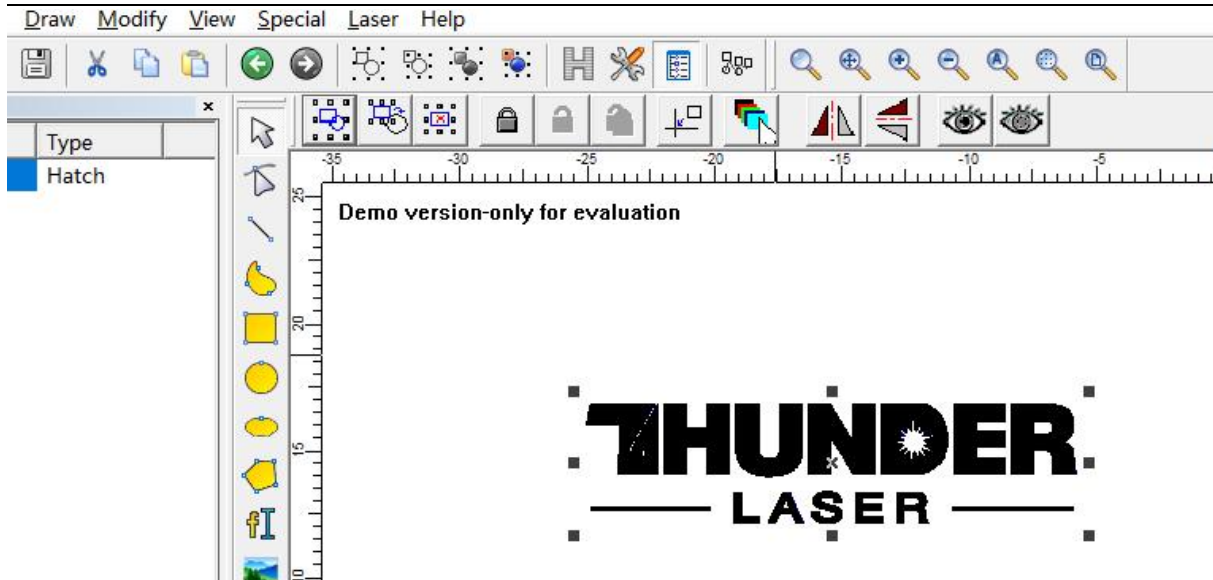 Draw Modify View Special Laser Help
Type
Hatch
-35 -30 -25 -20 -15 -10 -5
25
Demo version-only for evaluation
20
15
THUNDER
LASER